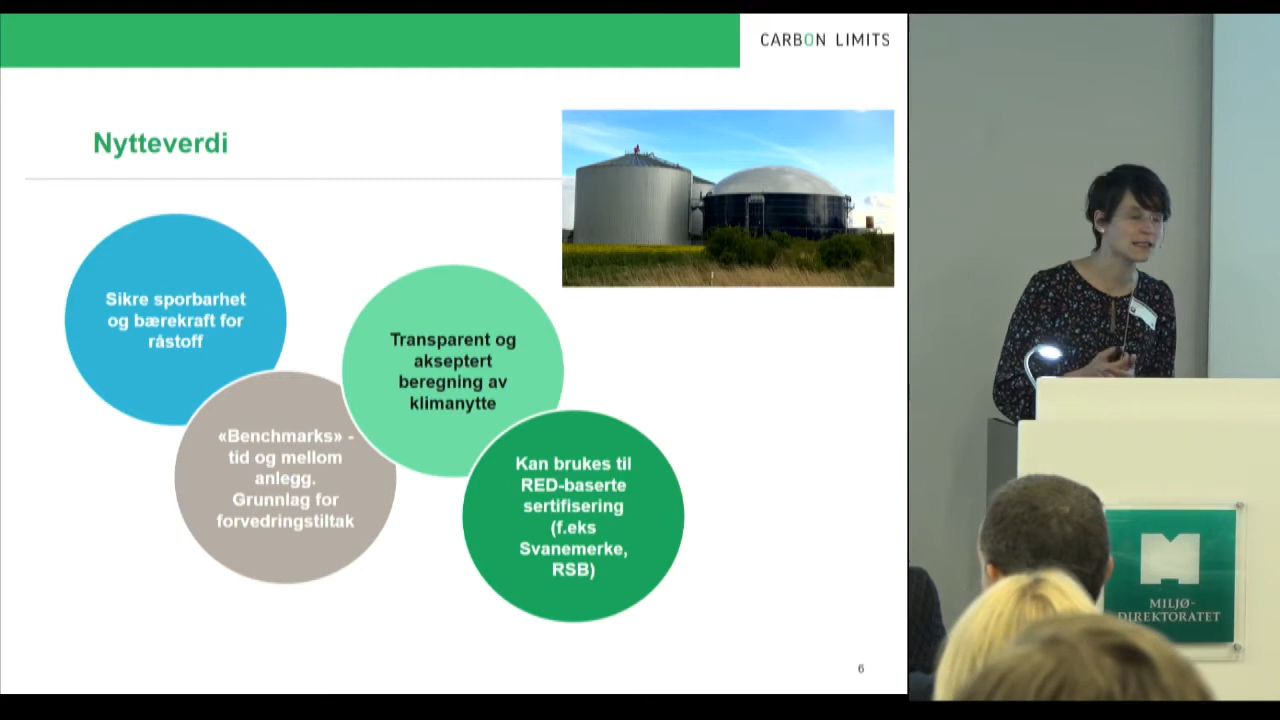 CARBON LIMITS
Nytteverdi
Sikre sporbarhet
og bærekraft for
råstoff
«Benchmarks» -
tid og mellom
anlegg.
Grunnlag for
forvedringstiltak
Transparent og
akseptert
beregning av
klimanytte
Kan brukes til
RED-baserte
sertifisering
(f.eks
Svanemerke,
RSB)
6
MILJØ-
DIREKTORATET